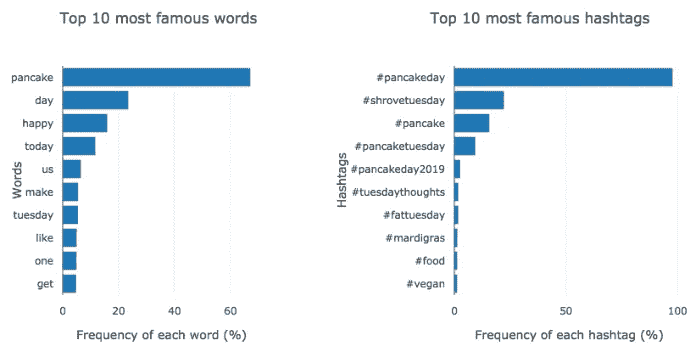 Top 10 most famous words
pancake
day
happy
today
us
make
tuesday
like
one
get
Words
0 20 40 60
Frequency of each word (%)
Top 10 most famous hashtags
#pancakeday
#shrovetuesday
#pancake
#pancaketuesday
#pancakeday2019
#tuesdaythoughts
#fattuesday
#mardigras
#food
#vegan
Hashtags
0 50 100
Frequency of each hashtag (%)